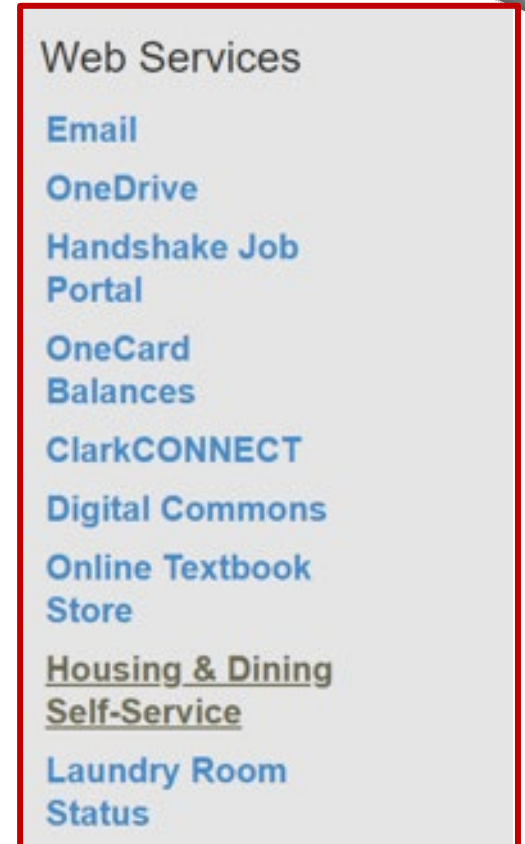 Web Services
Email
OneDrive
Handshake Job
Portal
OneCard
Balances
ClarkCONNECT
Digital Commons
Online Textbook
Store
Housing & Dining
Self-Service
Laundry Room
Status